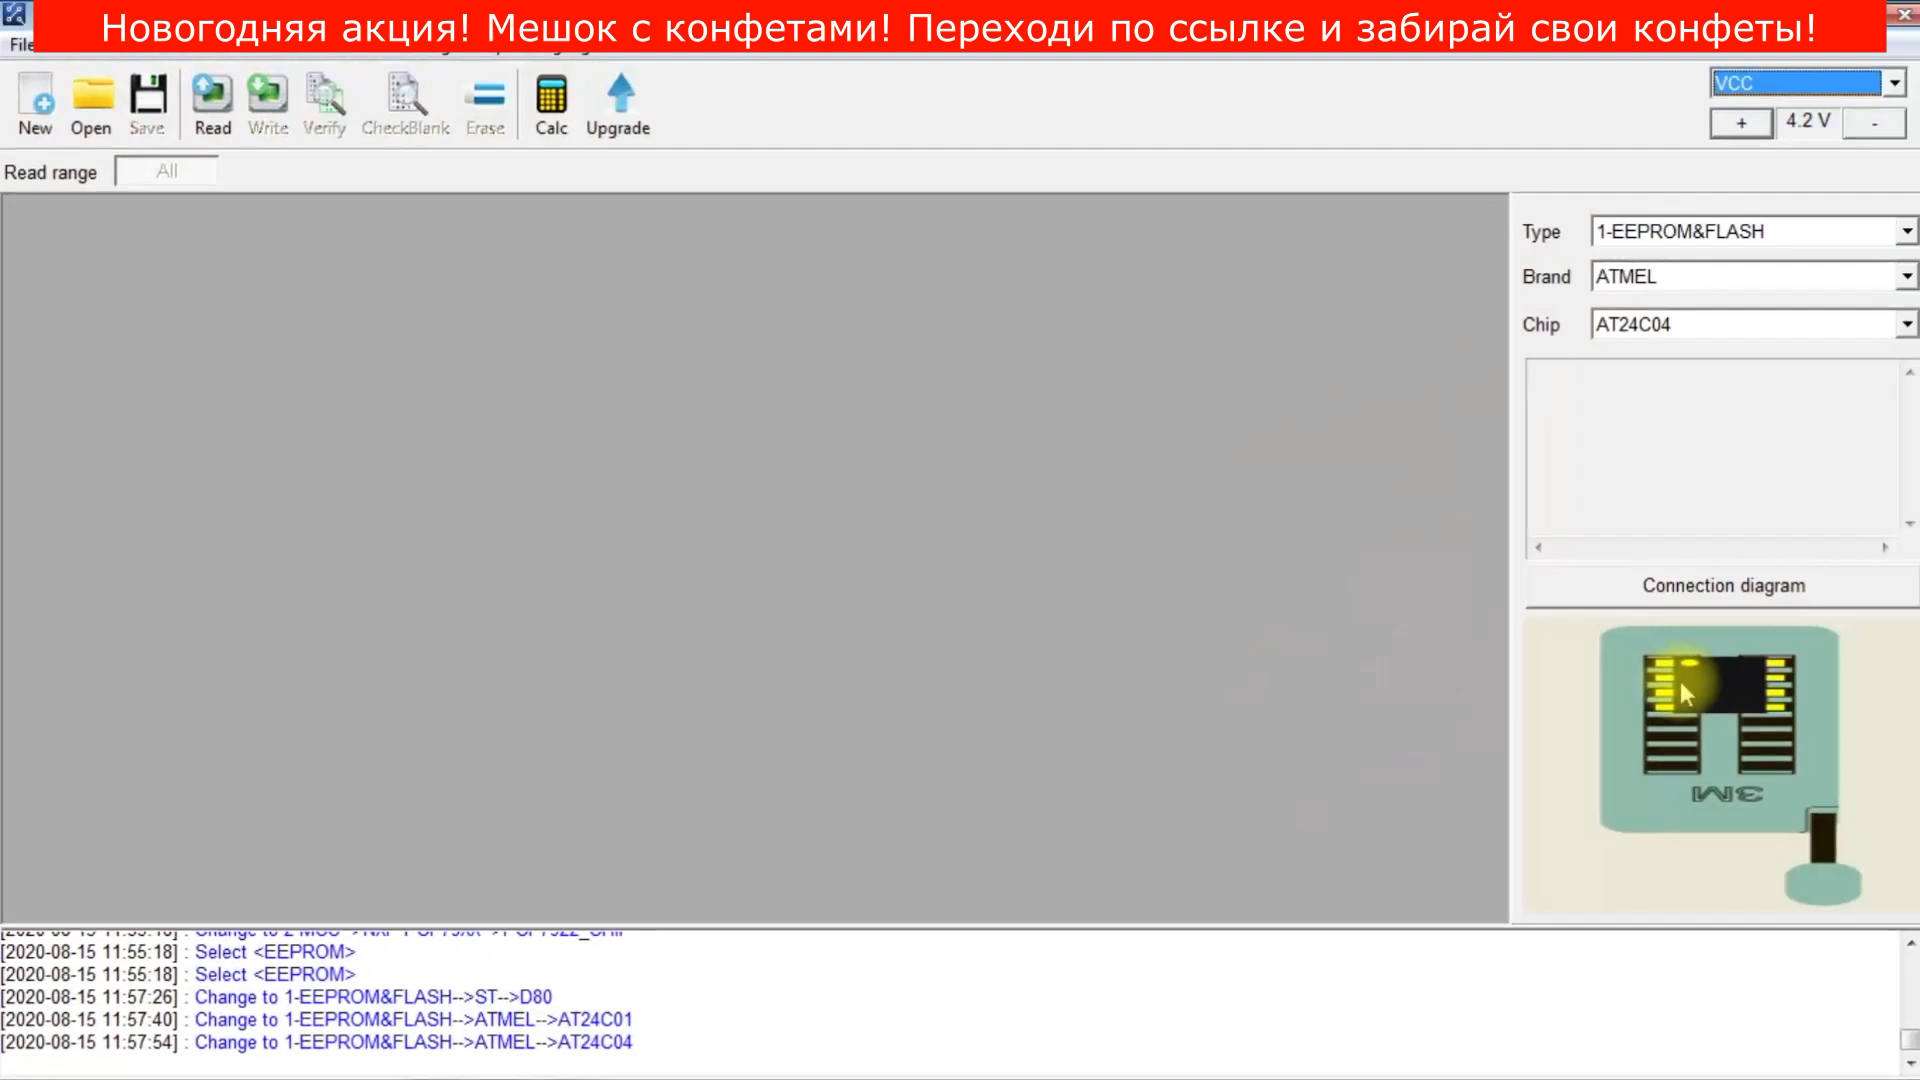 Новогодняя акция! Мешок с конфетами! Переходи по ссылке и забирай свои конфеты!
File
New Open Save Read Write Verify CheckBlank Erase Calc Upgrade
VCC
+ 4.2 V -
Read range All
Type 1-EEPROM&FLASH
Brand ATMEL
Chip AT24C04
Connection diagram
3M
[2020-08-15 11:55:18] : Select <EEPROM>
[2020-08-15 11:55:18] : Select <EEPROM>
[2020-08-15 11:57:26] : Change to 1-EEPROM&FLASH-->ST-->D80
[2020-08-15 11:57:40] : Change to 1-EEPROM&FLASH-->ATMEL-->AT24C01
[2020-08-15 11:57:54] : Change to 1-EEPROM&FLASH-->ATMEL-->AT24C04